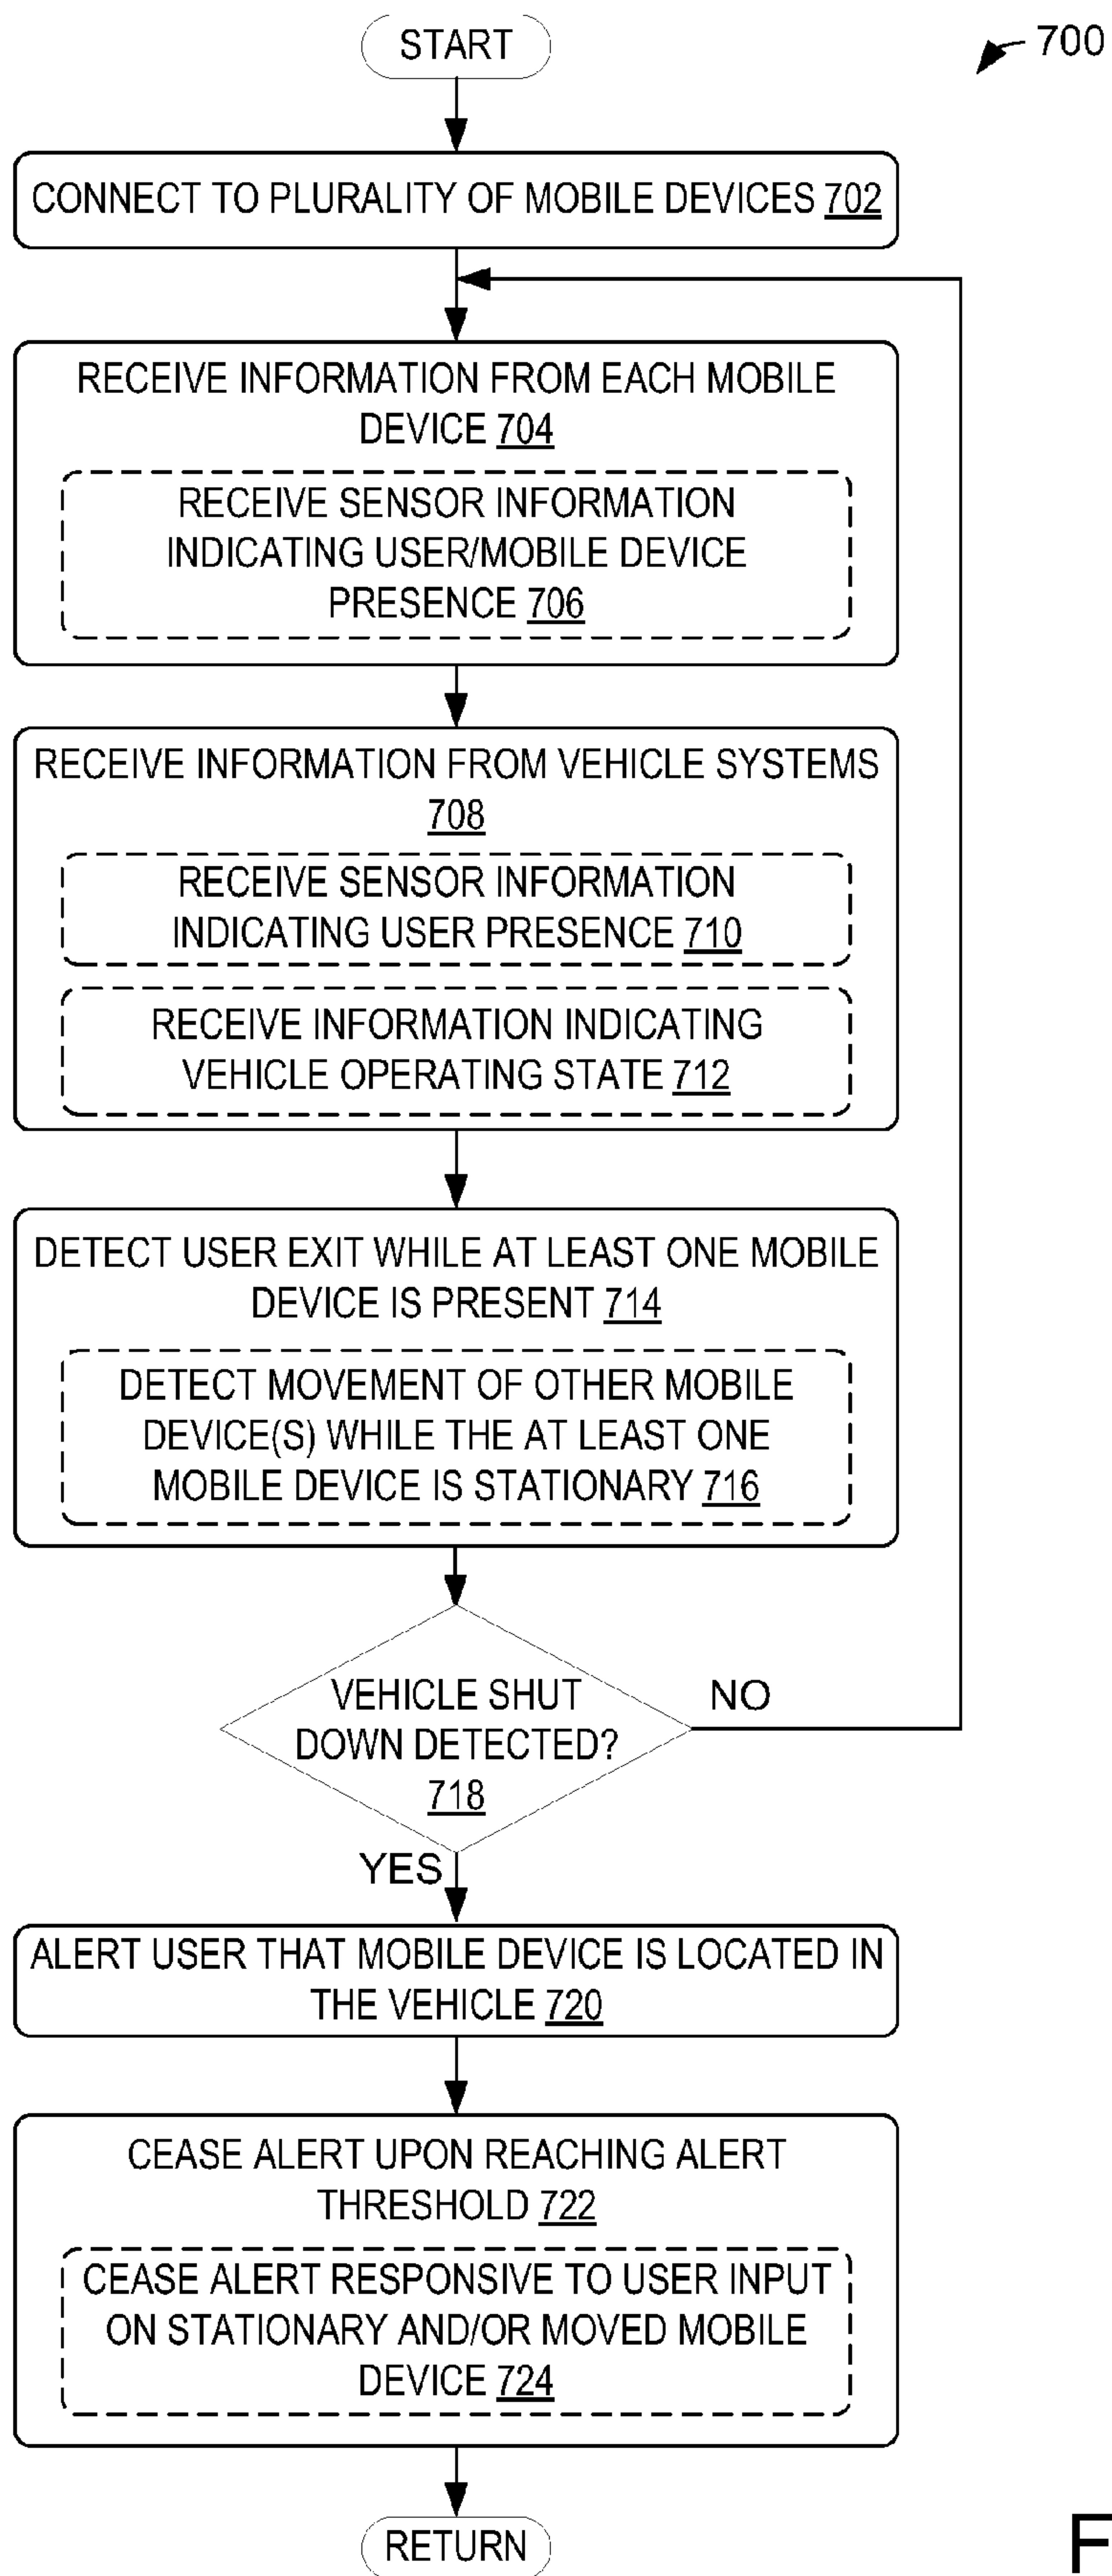 START
700
CONNECT TO PLURALITY OF MOBILE DEVICES 702
RECEIVE INFORMATION FROM EACH MOBILE
DEVICE 704
RECEIVE SENSOR INFORMATION
INDICATING USER/MOBILE DEVICE
PRESENCE 706
RECEIVE INFORMATION FROM VEHICLE SYSTEMS
708
RECEIVE SENSOR INFORMATION
INDICATING USER PRESENCE 710
RECEIVE INFORMATION INDICATING
VEHICLE OPERATING STATE 712
DETECT USER EXIT WHILE AT LEAST ONE MOBILE
DEVICE IS PRESENT 714
DETECT MOVEMENT OF OTHER MOBILE
DEVICE(S) WHILE THE AT LEAST ONE
MOBILE DEVICE IS STATIONARY 716
VEHICLE SHUT
DOWN DETECTED?
718
NO
YES
ALERT USER THAT MOBILE DEVICE IS LOCATED IN
THE VEHICLE 720
CEASE ALERT UPON REACHING ALERT
THRESHOLD 722
CEASE ALERT RESPONSIVE TO USER INPUT
ON STATIONARY AND/OR MOVED MOBILE
DEVICE 724
RETURN
F